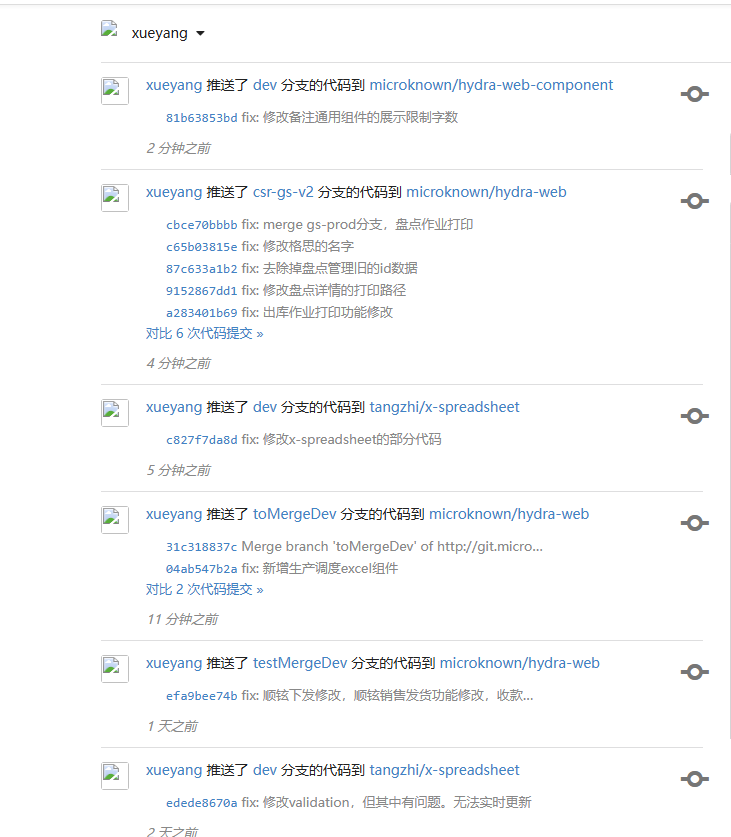 xueyang
xueyang 推送了 dev 分支的代码到 microknown/hydra-web-component
81b63853bd fix: 修改备注通用组件的展示限制字数
2 分钟之前
xueyang 推送了 csr-gs-v2 分支的代码到 microknown/hydra-web
cbce70bbbb fix: merge gs-prod分支，盘点作业打印
c65b03815e fix: 修改格思的名字
87c633a1b2 fix: 去除掉盘点管理旧的id数据
9152867dd1 fix: 修改盘点详情的打印路径
a283401b69 fix: 出库作业打印功能修改
对比 6 次代码提交 »
4 分钟之前
xueyang 推送了 dev 分支的代码到 tangzhi/x-spreadsheet
c827f7da8d fix: 修改x-spreadsheet的部分代码
5 分钟之前
xueyang 推送了 toMergeDev 分支的代码到 microknown/hydra-web
31c318837c Merge branch 'toMergeDev' of http://git.micro...
04ab547b2a fix: 新增生产调度excel组件
对比 2 次代码提交 »
11 分钟之前
xueyang 推送了 testMergeDev 分支的代码到 microknown/hydra-web
efa9bee74b fix: 顺铉下发修改，顺铉销售发货功能修改，收款...
1 天之前
xueyang 推送了 dev 分支的代码到 tangzhi/x-spreadsheet
edede8670a fix: 修改validation，但其中有问题。无法实时更新
2 天之前